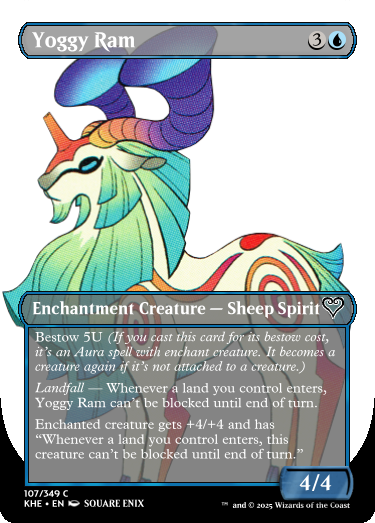 Yoggy Ram 3
Enchantment Creature — Sheep Spirit
Bestow 5U (If you cast this card for its bestow cost,
it's an Aura spell with enchant creature. It becomes a
creature again if it's not attached to a creature.)
Landfall — Whenever a land you control enters,
Yoggy Ram can't be blocked until end of turn.
Enchanted creature gets +4/+4 and has
“Whenever a land you control enters, this
creature can't be blocked until end of turn.”
4/4
107/349 C
KHE • EN SQUARE ENIX ™ and © 2025 Wizards of the Coast